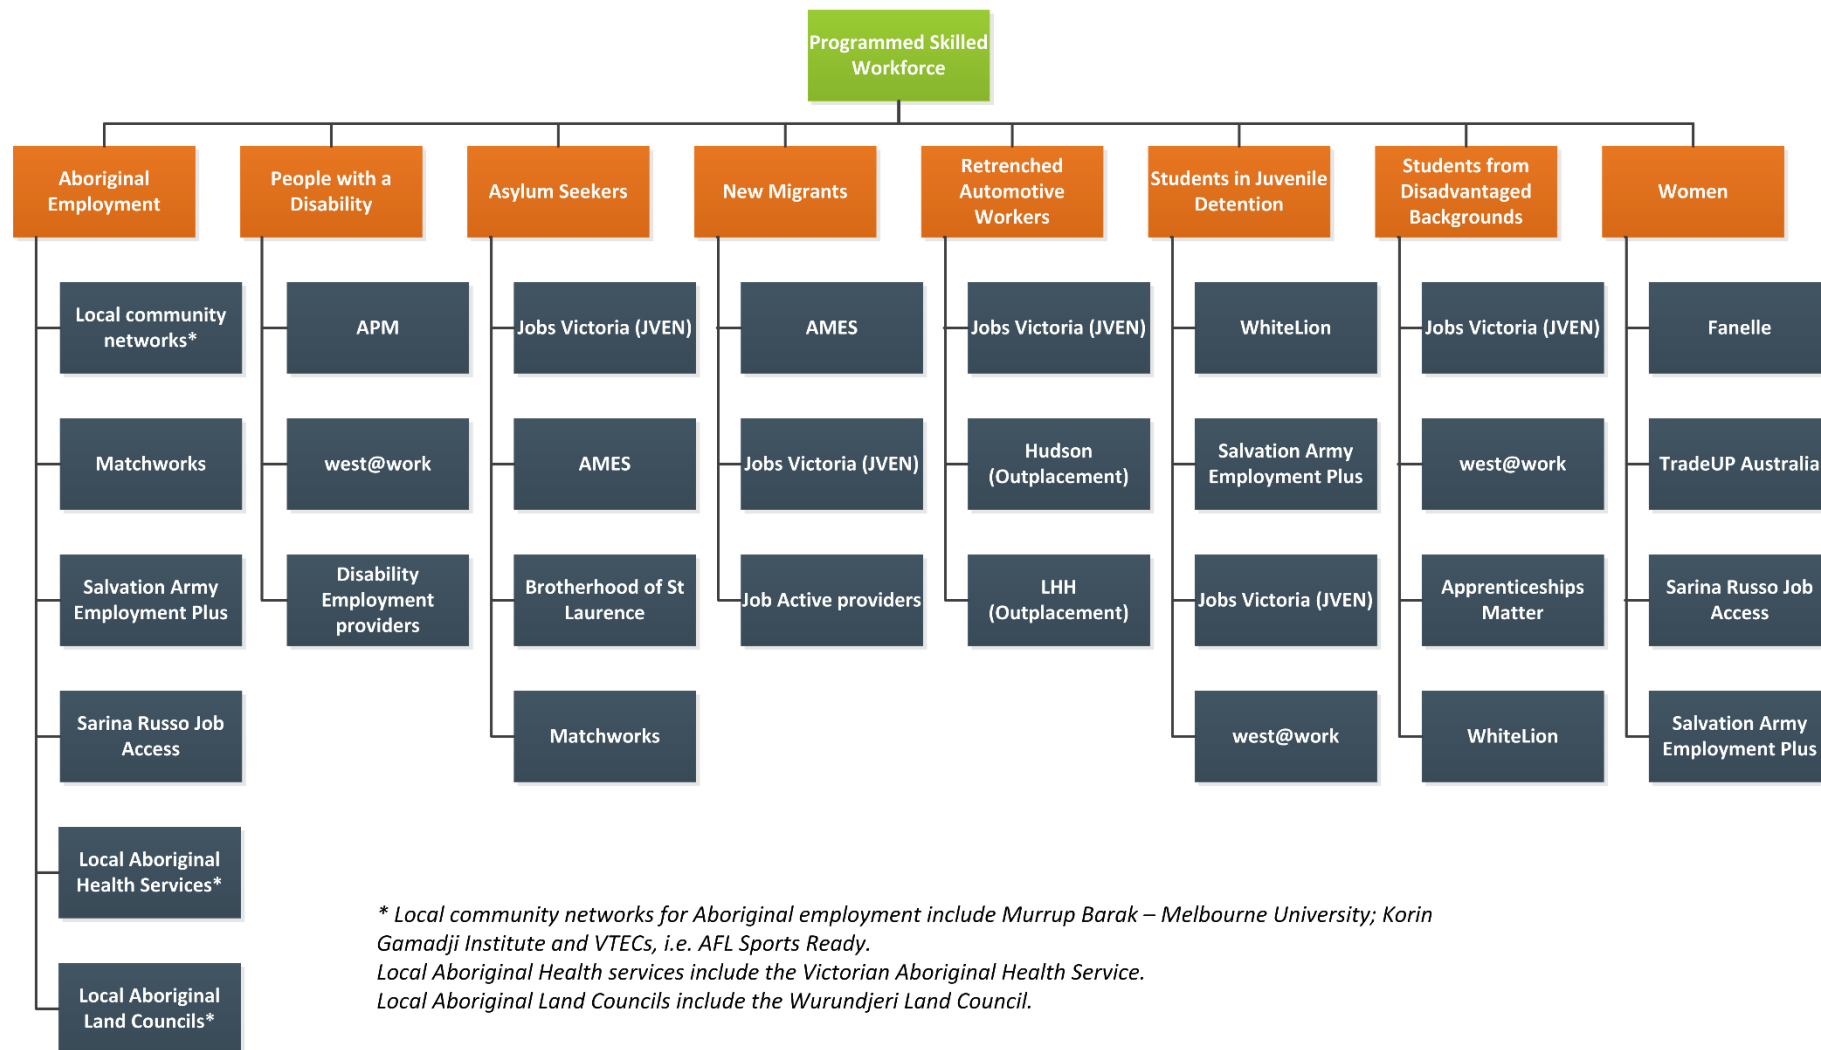 Programmed Skilled
Workforce
Aboriginal
Employment
People with a
Disability
Asylum Seekers
New Migrants
Retrenched
Automotive
Workers
Students in Juvenile
Detention
Students from
Disadvantaged
Backgrounds
Women
Local community
networks*
Matchworks
Salvation Army
Employment Plus
Sarina Russo Job
Access
Local Aboriginal
Health Services*
Local Aboriginal
Land Councils*
APM
west@work
Disability
Employment
providers
Jobs Victoria (JVEN)
AMES
Brotherhood of St
Laurence
Matchworks
AMES
Jobs Victoria (JVEN)
Job Active providers
Jobs Victoria (JVEN)
Hudson
(Outplacement)
LHH
(Outplacement)
WhiteLion
Salvation Army
Employment Plus
Jobs Victoria (JVEN)
west@work
Jobs Victoria (JVEN)
west@work
Apprenticeships
Matter
WhiteLion
Fanelle
TradeUP Australia
Sarina Russo Job
Access
Salvation Army
Employment Plus
* Local community networks for Aboriginal employment include Murrup Barak – Melbourne University; Korin
Gamadji Institute and VTECs, i.e. AFL Sports Ready.
Local Aboriginal Health services include the Victorian Aboriginal Health Service.
Local Aboriginal Land Councils include the Wurundjeri Land Council.